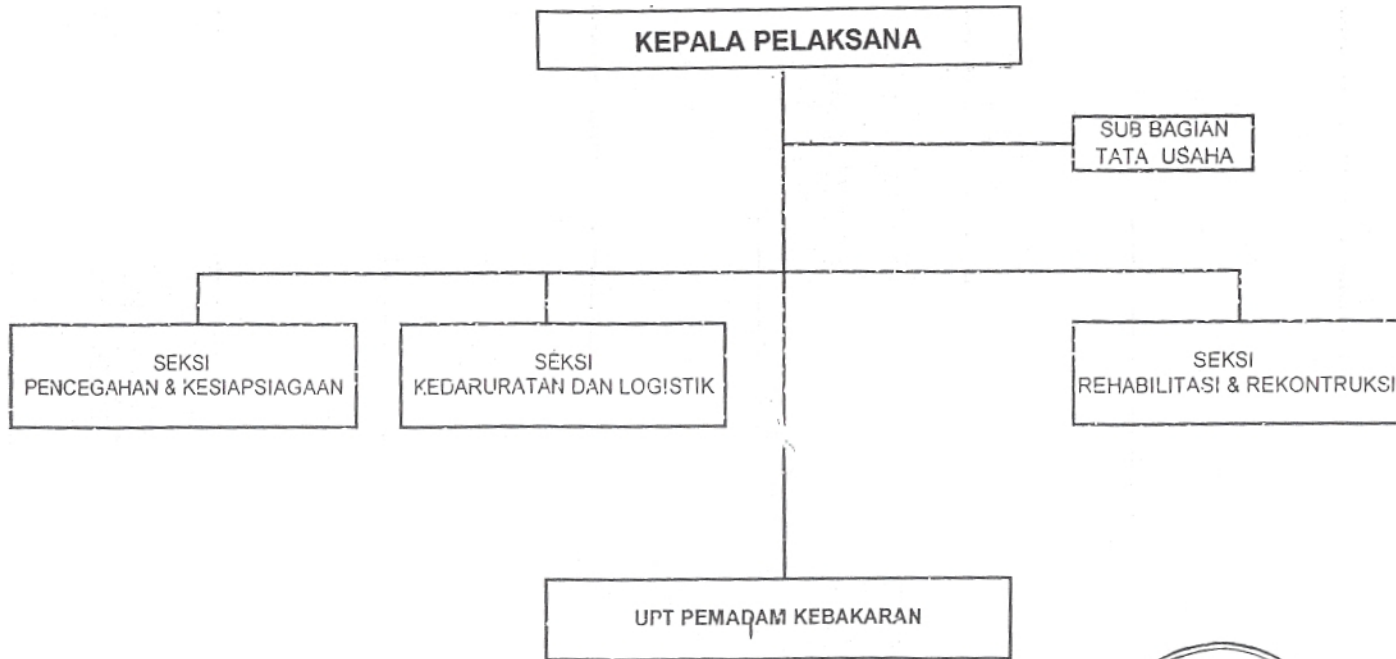 KEPALA PELAKSANA
SUB BAGIAN
TATA USAHA
SEKSI
PENCEGAHAN & KESIAPSIAGAAN
SEKSI
KEDARURATAN DAN LOGISTIK
SEKSI
REHABILITASI & REKONTRUKSI
UPT PEMADAM KEBAKARAN